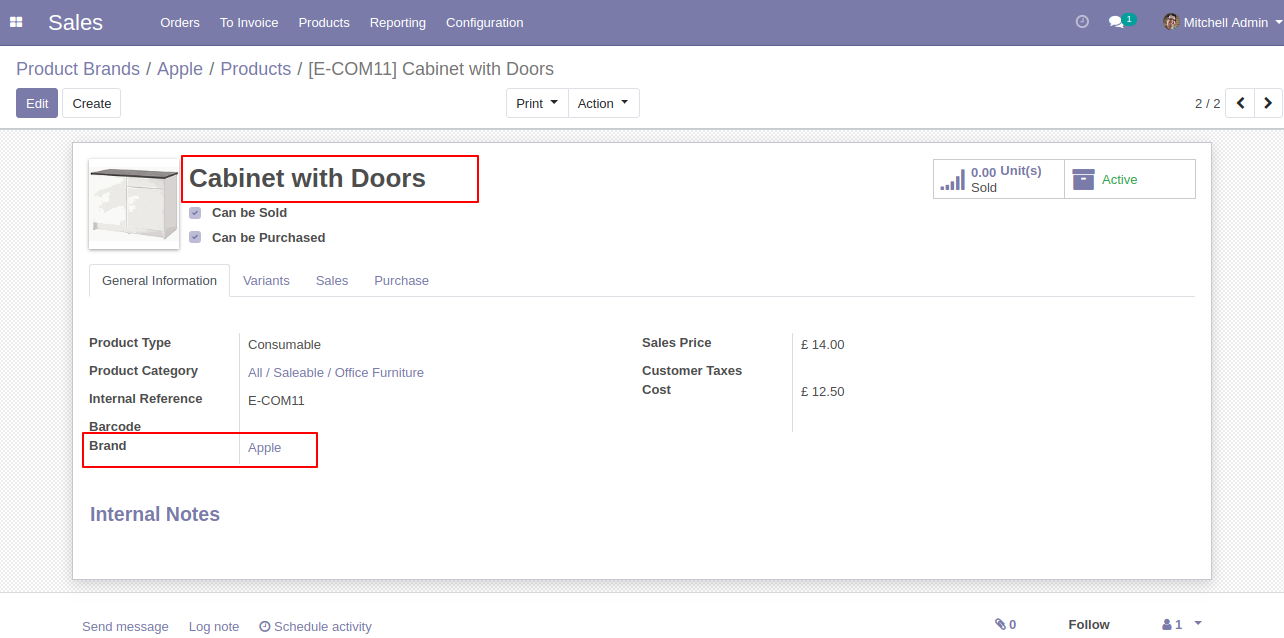 Sales Orders To Invoice Products Reporting Configuration 1 Mitchell Admin
Product Brands / Apple / Products / [E-COM11] Cabinet with Doors
Edit Create Print Action 2 / 2
Cabinet with Doors
0.00 Unit(s)
Sold
Active
Can be Sold
Can be Purchased
General Information Variants Sales Purchase
Product Type Consumable
Product Category All / Saleable / Office Furniture
Internal Reference E-COM11
Barcode
Brand Apple
Sales Price £ 14.00
Customer Taxes
Cost £ 12.50
Internal Notes
Send message Log note Schedule activity 0 Follow 1